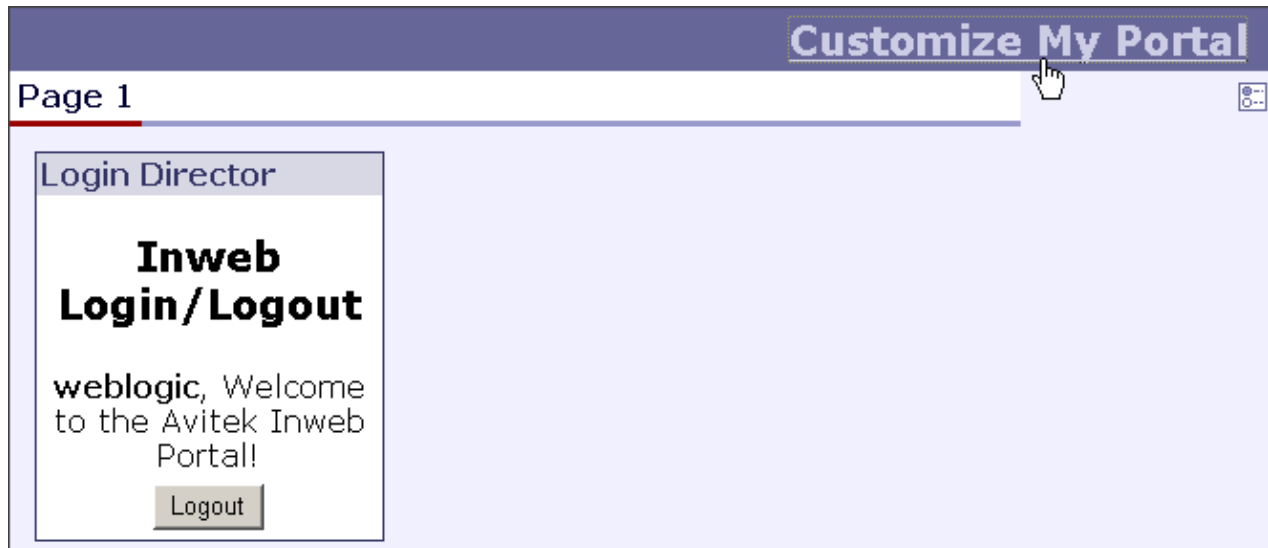 Customize My Portal
Page 1
Login Director
Inweb
Login/Logout
weblogic, Welcome
to the Avitek Inweb
Portal!
Logout